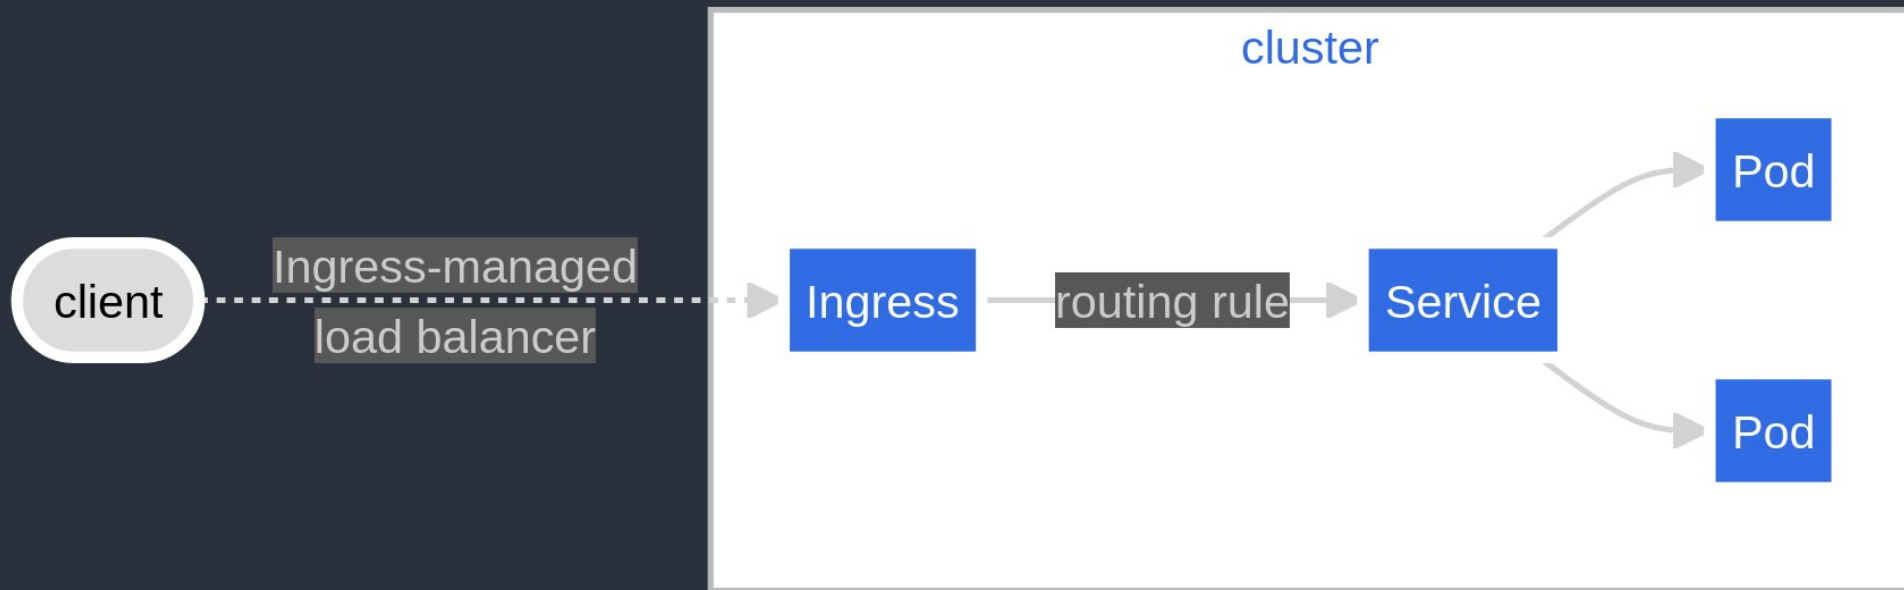 cluster
client
Ingress-managed
load balancer
Ingress
routing rule
Service
Pod
Pod